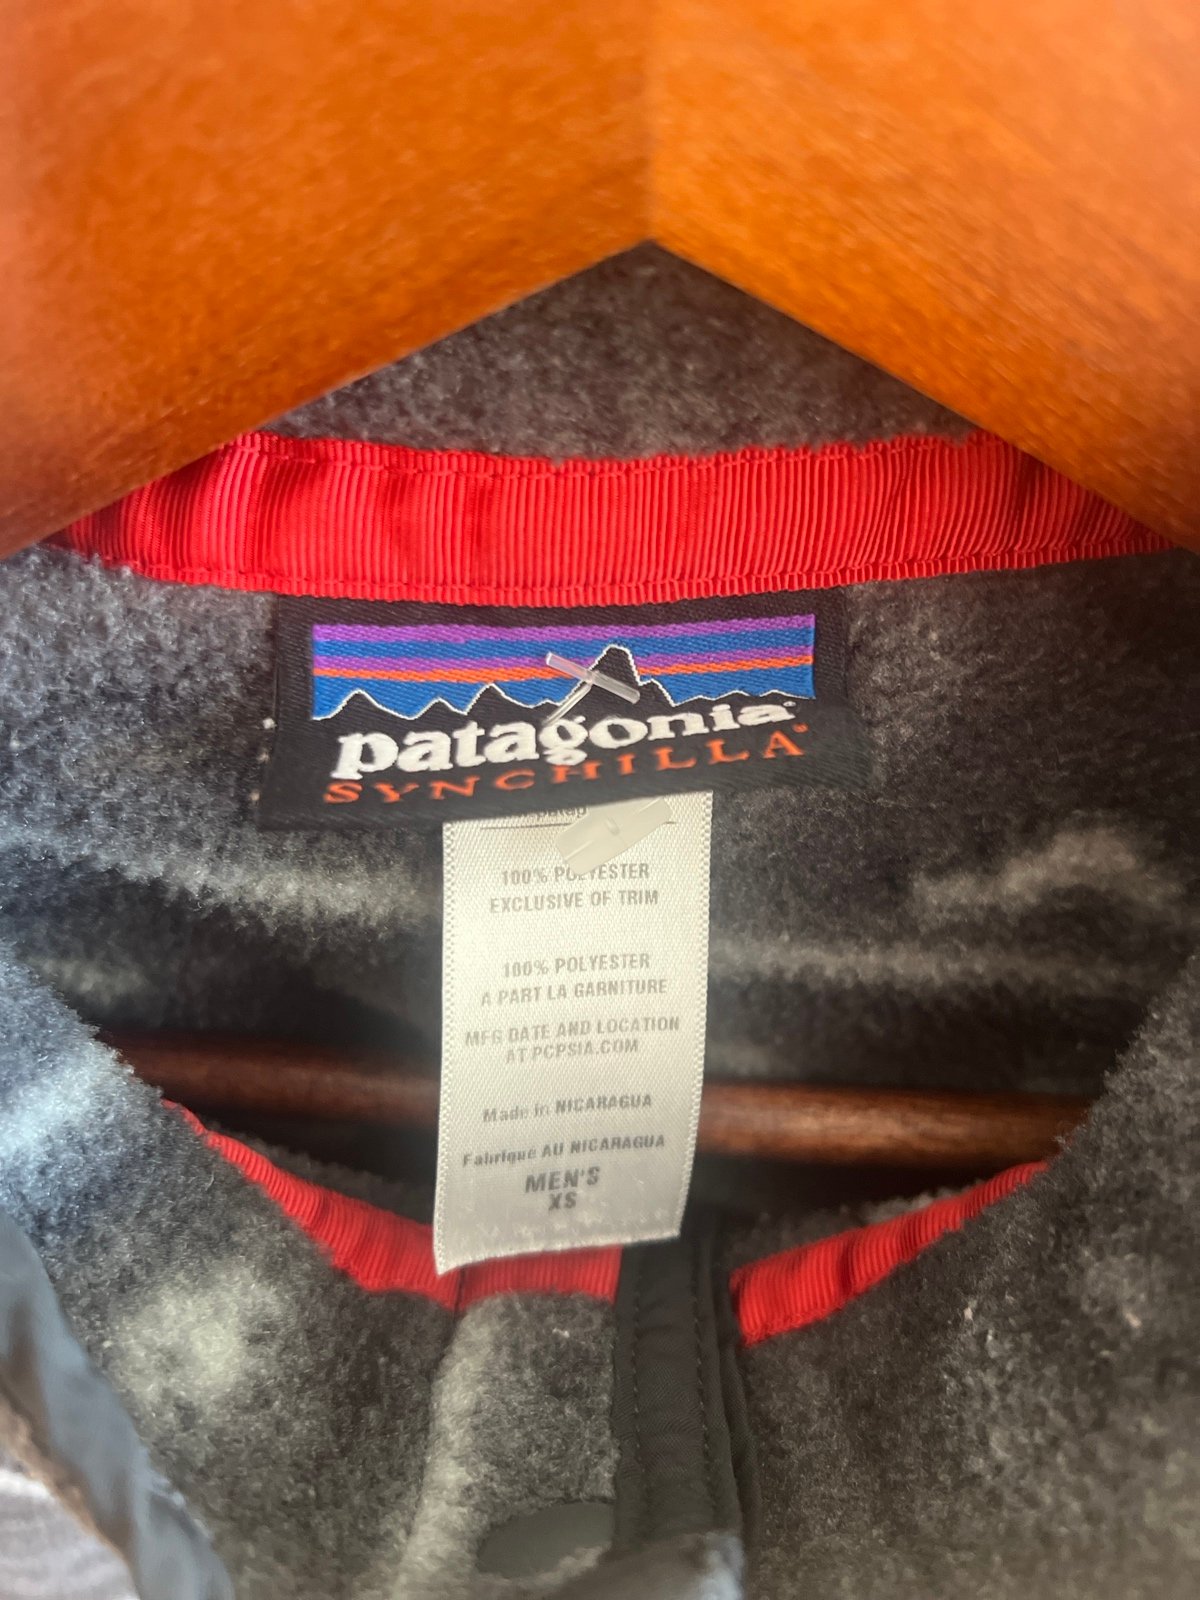 patagonia
SYNCHILLA
100% POLYESTER
EXCLUSIVE OF TRIM
100% POLYESTER
A PART LA GARNITURE
MFG DATE AND LOCATION
AT PCPSIA.COM
Made in NICARAGUA
Fabriqué AU NICARAGUA
MEN'S
XS